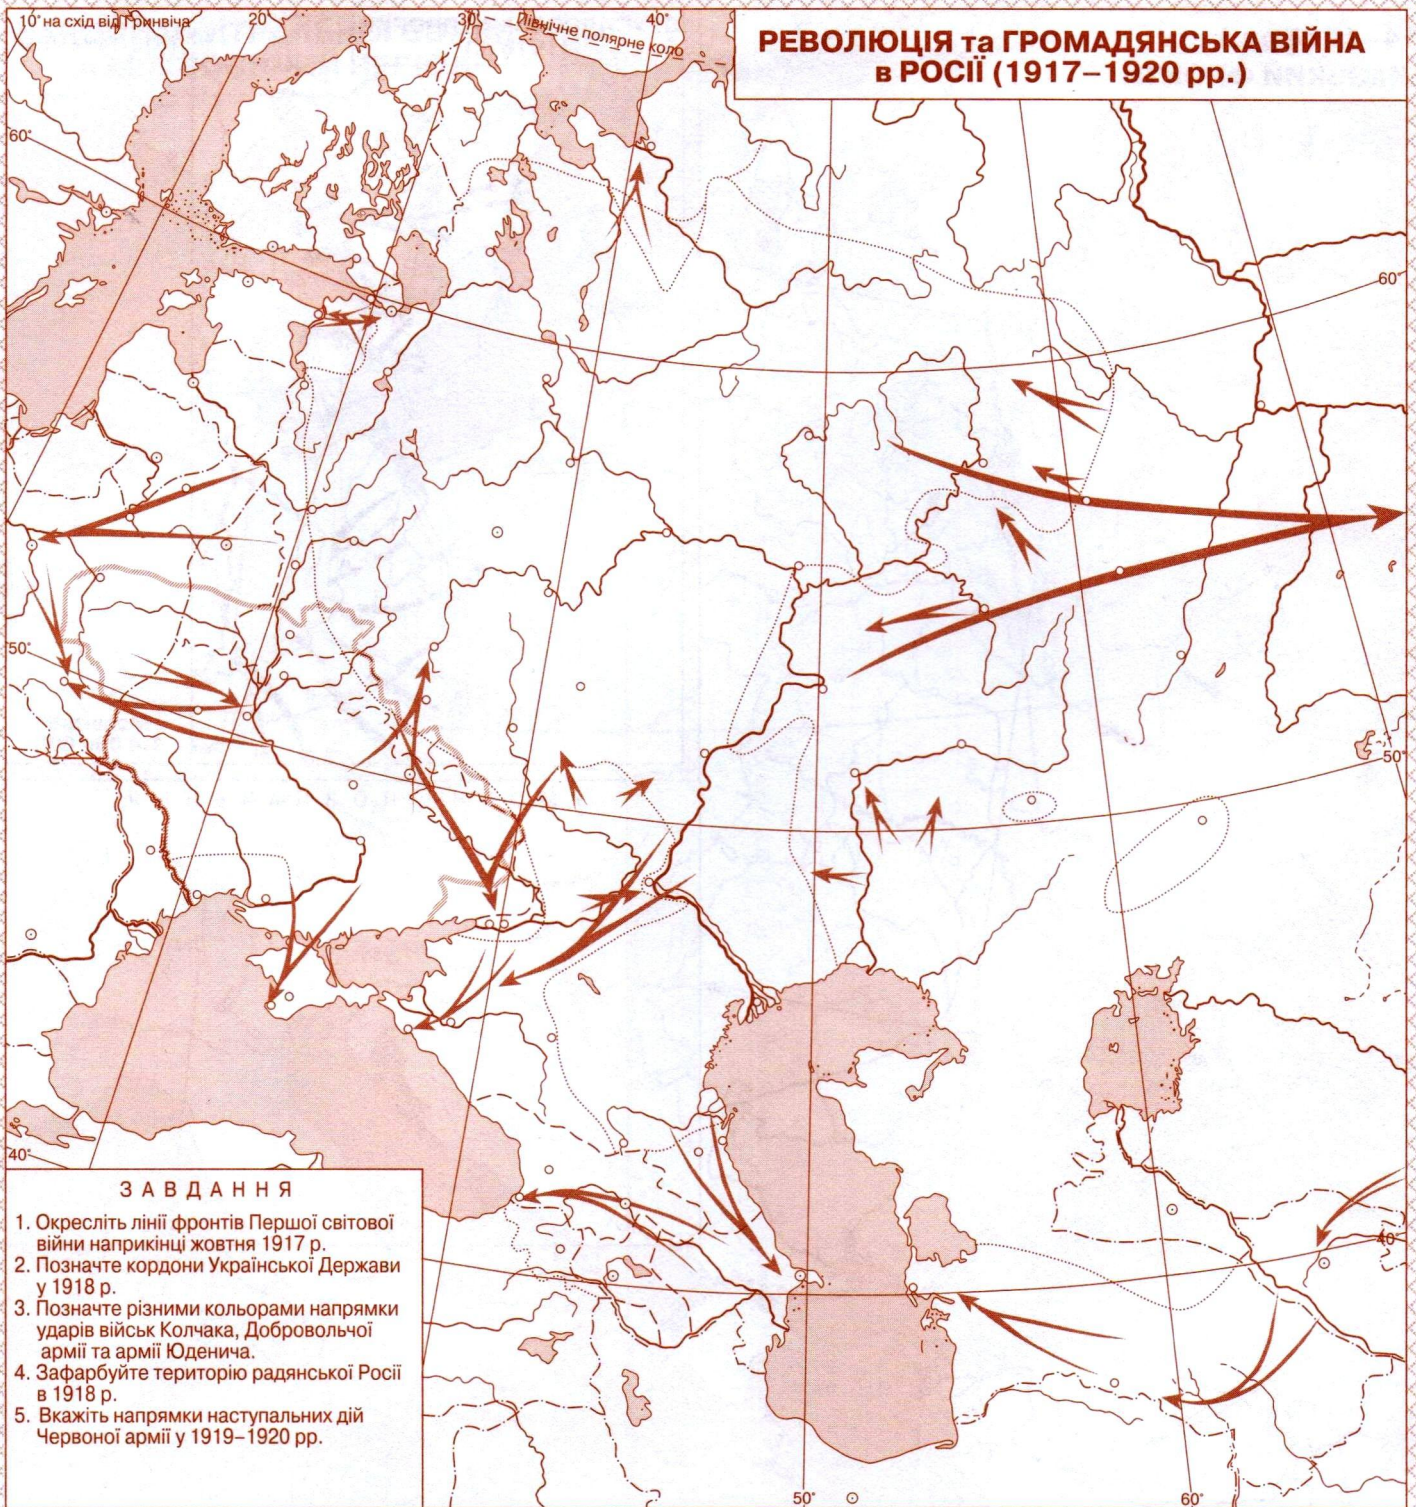 10° на схід від Гринвіча
20°
30°
Північне полярне коло
40°
РЕВОЛЮЦІЯ та ГРОМАДЯНСЬКА ВІЙНА
в РОСІЇ (1917–1920 рр.)
60°
60°
50°
50°
40°
40°
ЗАВДАННЯ
1. Окресліть лінії фронтів Першої світової
війни наприкінці жовтня 1917 р.
2. Позначте кордони Української Держави
у 1918 р.
3. Позначте різними кольорами напрямки
ударів військ Колчака, Добровольчої
армії та армії Юденича.
4. Зафарбуйте територію радянської Росії
в 1918 р.
5. Вкажіть напрямки наступальних дій
Червоної армії у 1919–1920 рр.
50°
60°